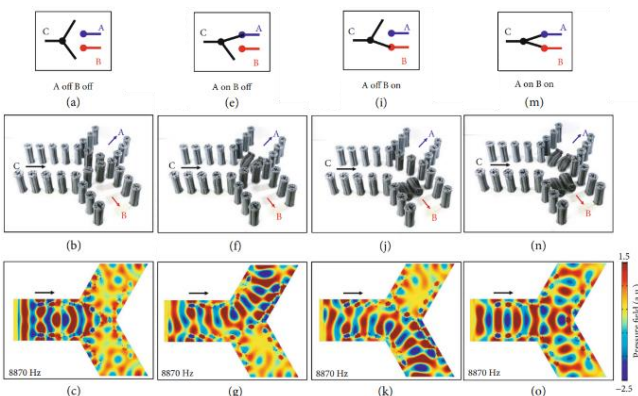 C A B
C A B
C A B
C A B
A off B off
A on B off
A off B on
A on B on
(a)
(e)
(i)
(m)
C A B
C A B
C A B
C A B
(b)
(f)
(j)
(n)
8870 Hz
8870 Hz
8870 Hz
8870 Hz
1.5
Pressure field (a.u.)
−2.5
(c)
(g)
(k)
(o)